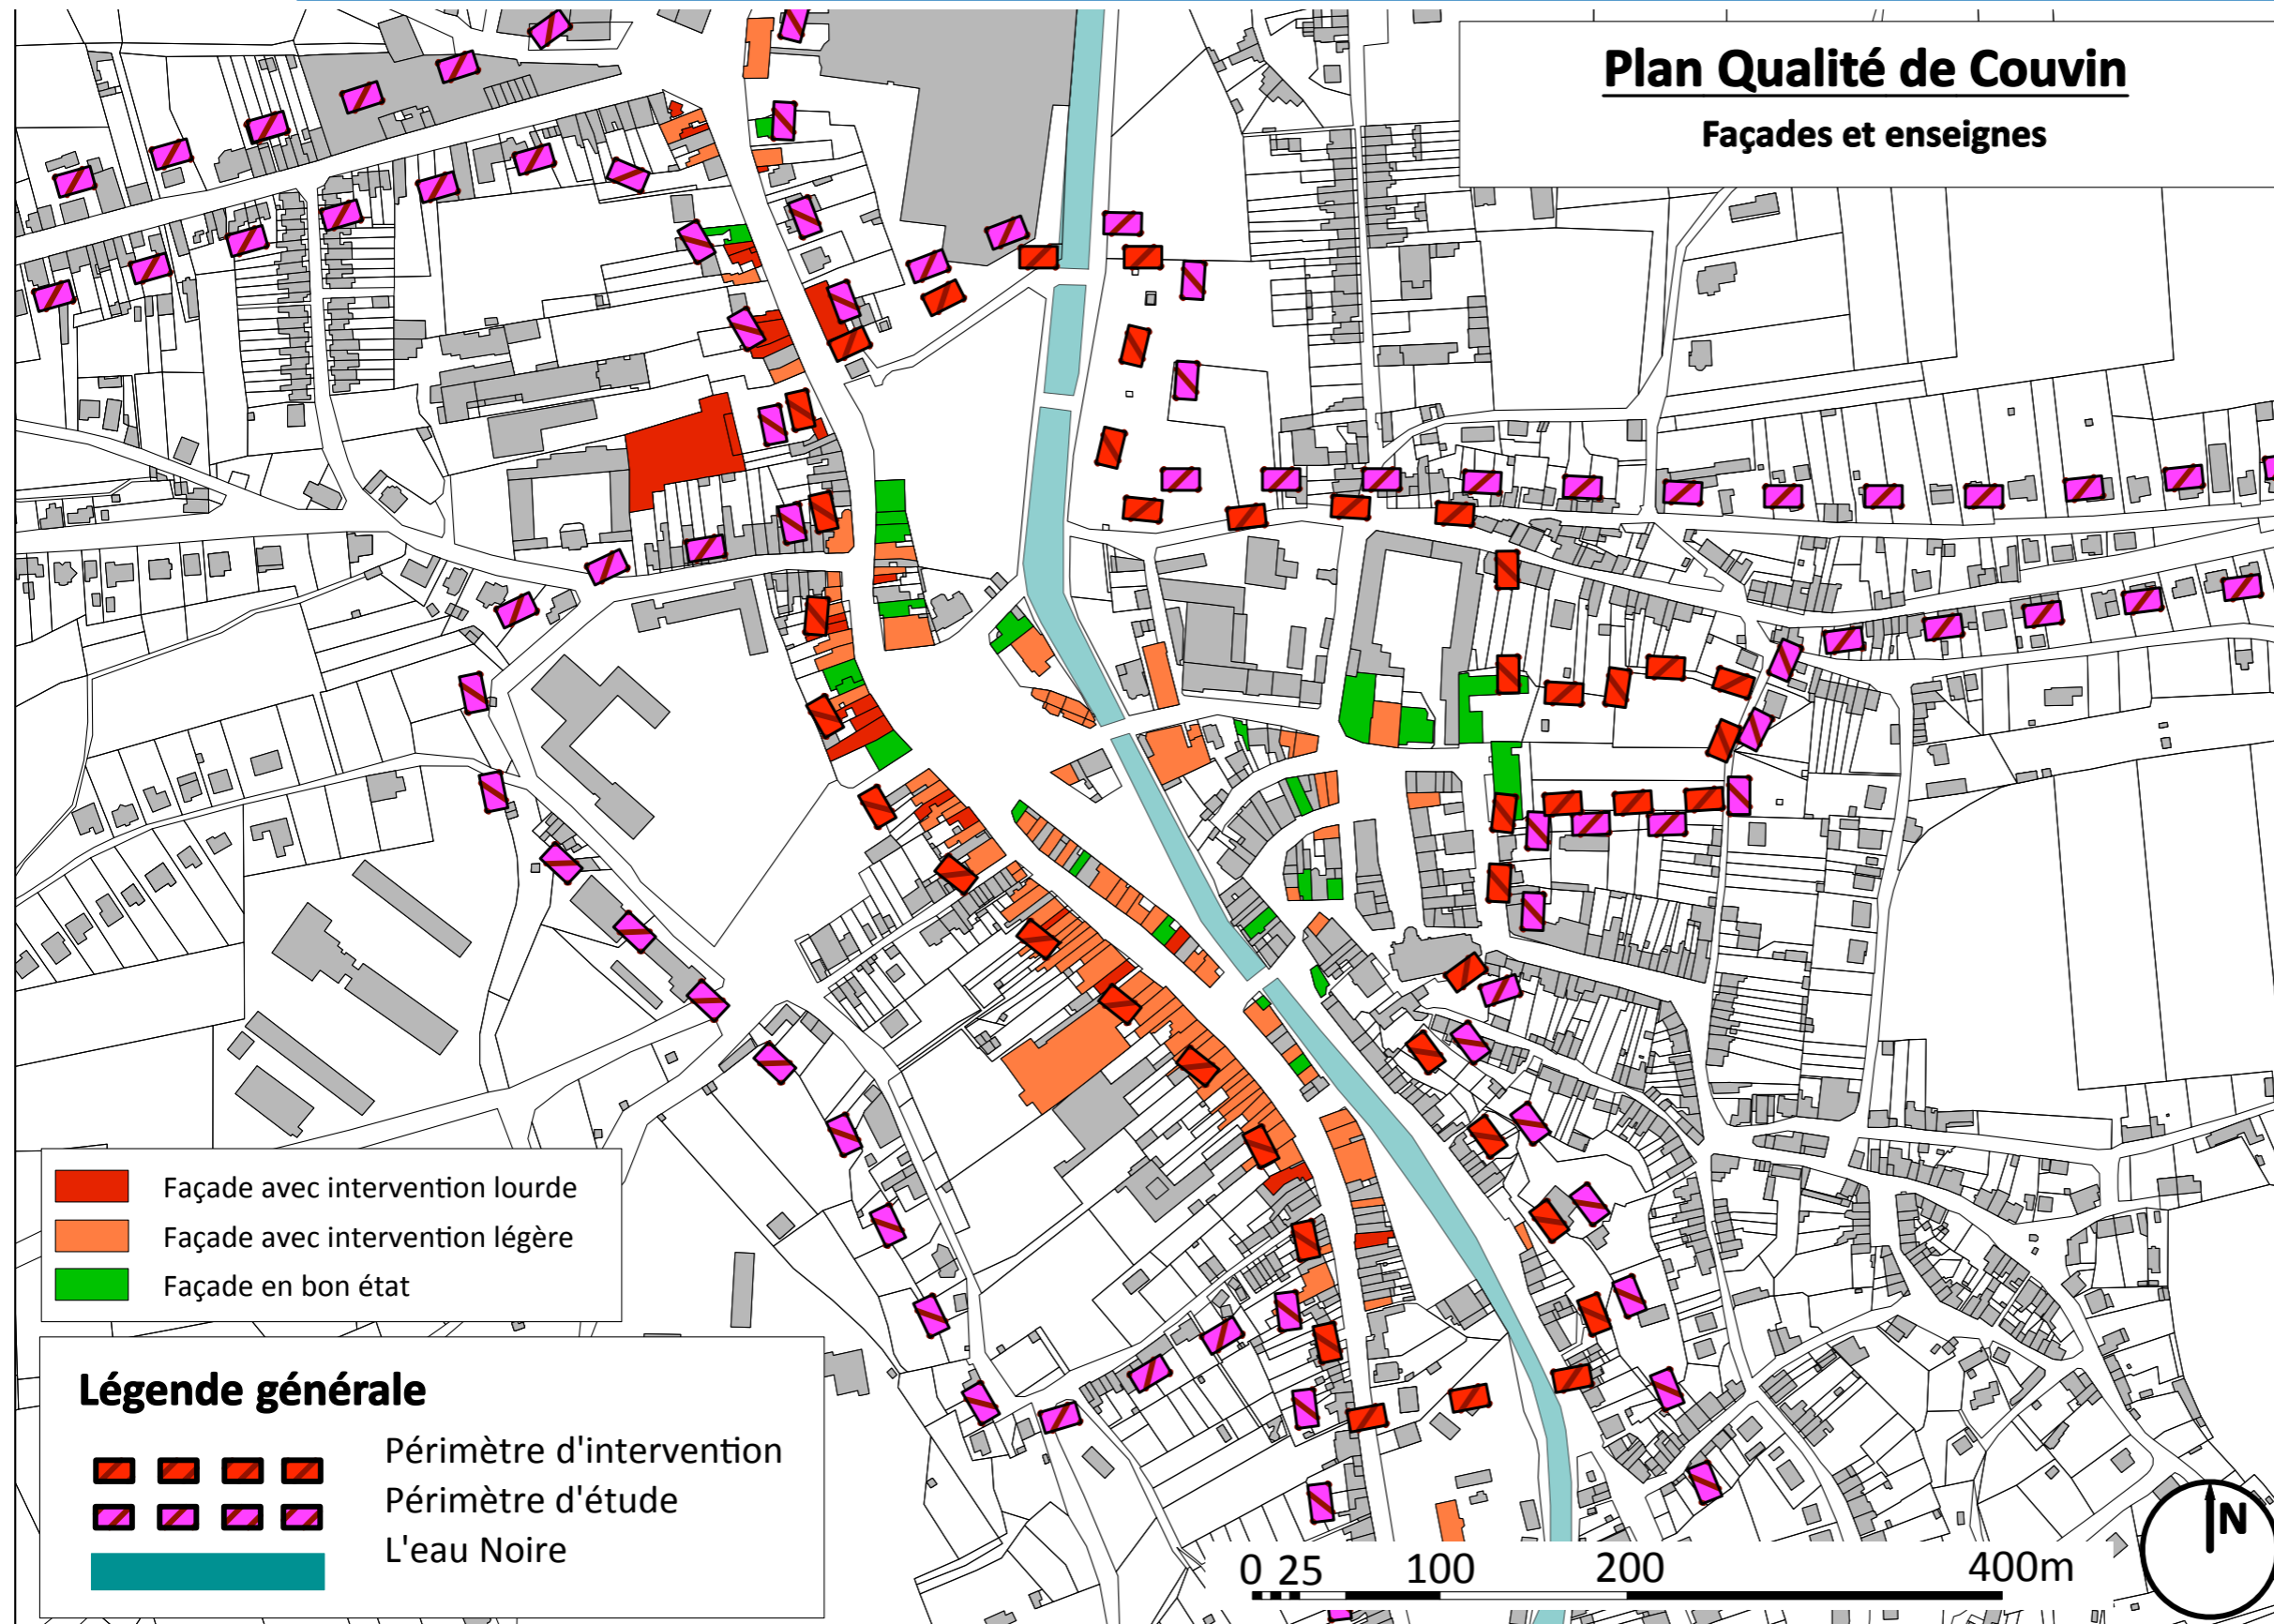 Plan Qualité de Couvin
Façades et enseignes
Façade avec intervention lourde
Façade avec intervention légère
Façade en bon état
Légende générale
Périmètre d'intervention
Périmètre d'étude
L'eau Noire
0 25 100 200 400m
N